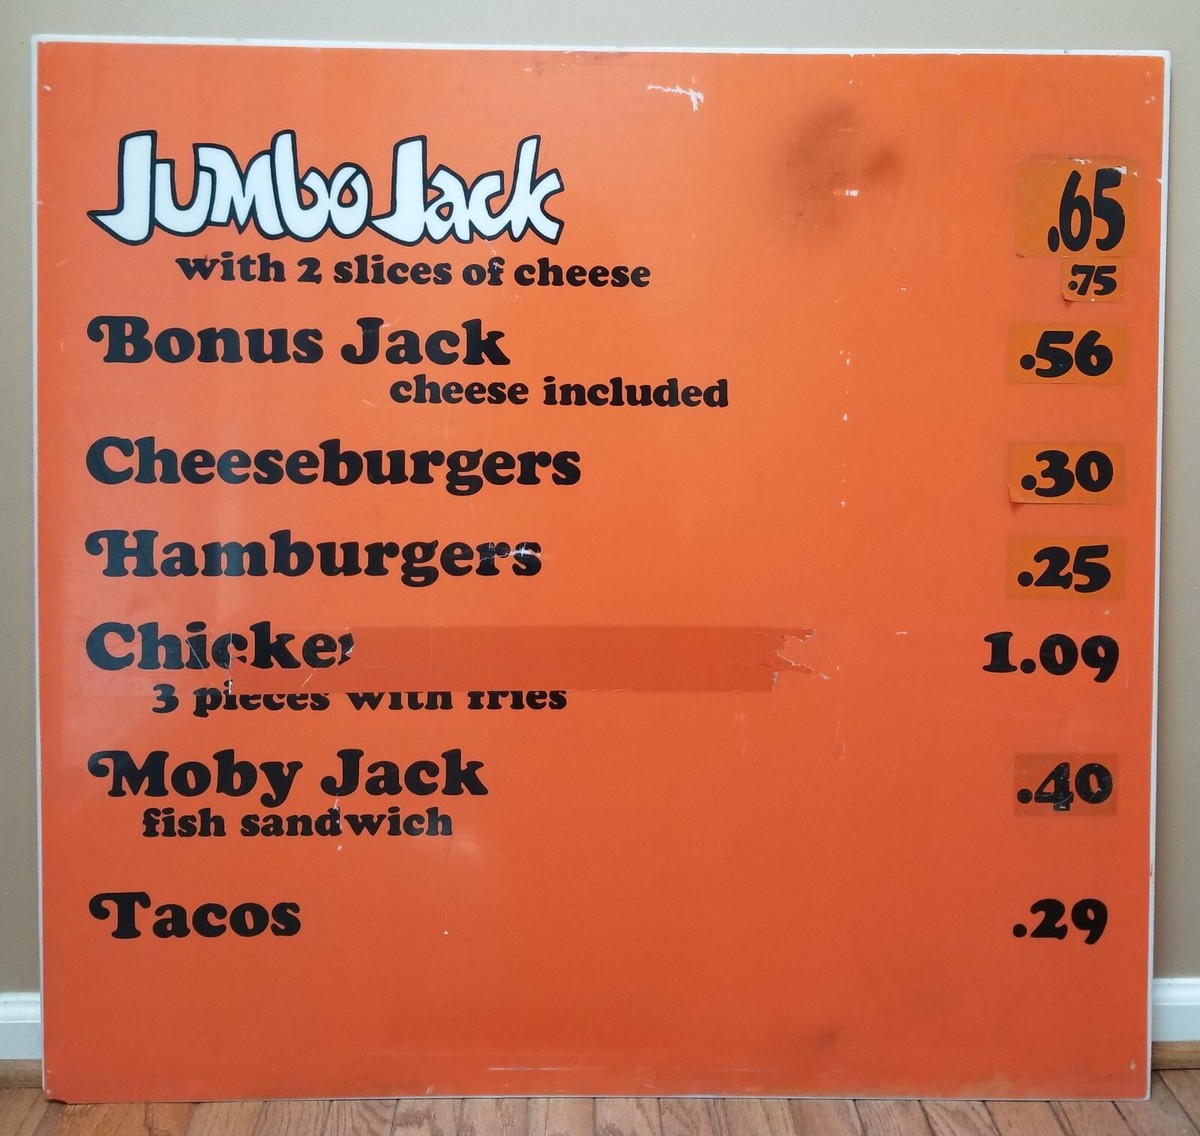 Jumbo Jack .65
with 2 slices of cheese .75
Bonus Jack .56
cheese included
Cheeseburgers .30
Hamburgers .25
Chicken 1.09
3 pieces with fries
Moby Jack .40
fish sandwich
Tacos .29